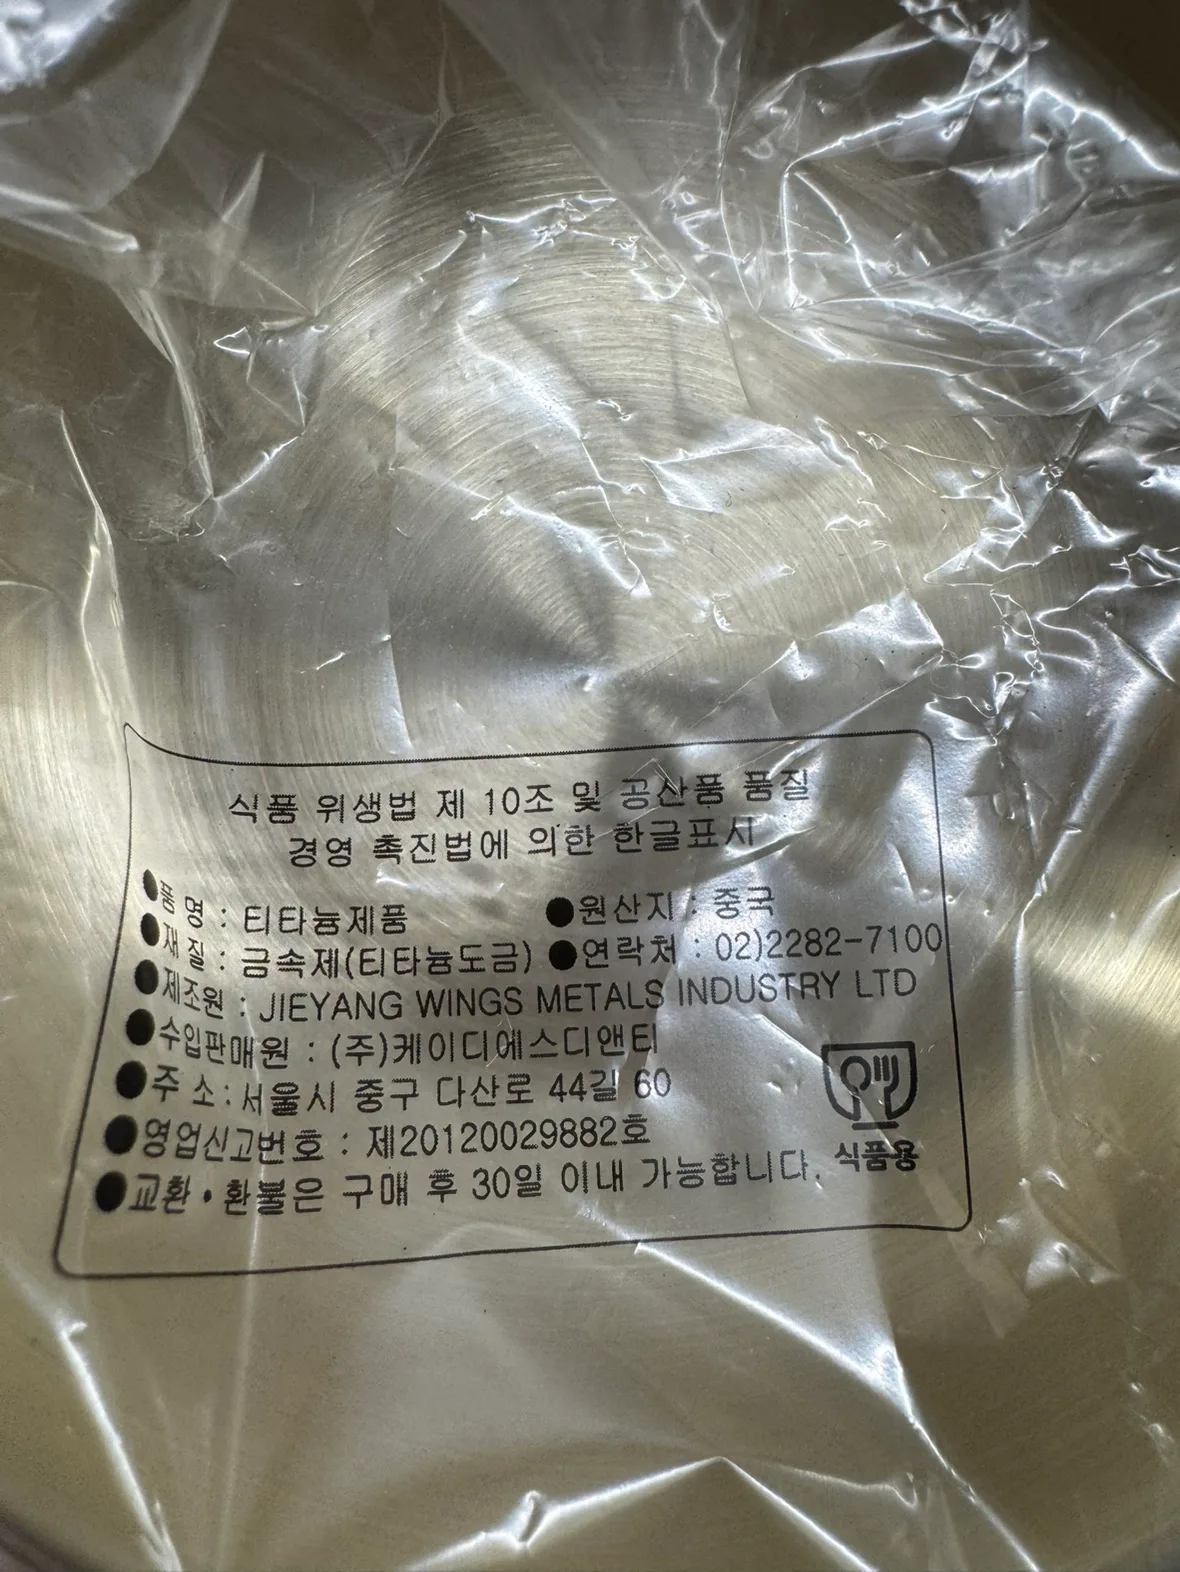 식품 위생법 제 10조 및 공산품 품질
경영 촉진법에 의한 한글표시
●품 명 : 티타늄제품 ●원산지 : 중국
●재 질 : 금속제(티타늄도금) ●연락처 : 02)2282-7100
●제조원 : JIEYANG WINGS METALS INDUSTRY LTD
●수입판매원 : (주)케이디에스디앤티
●주 소 : 서울시 중구 다산로 44길 60
●영업신고번호 : 제20120029882호
●교환·환불은 구매 후 30일 이내 가능합니다.
식품용